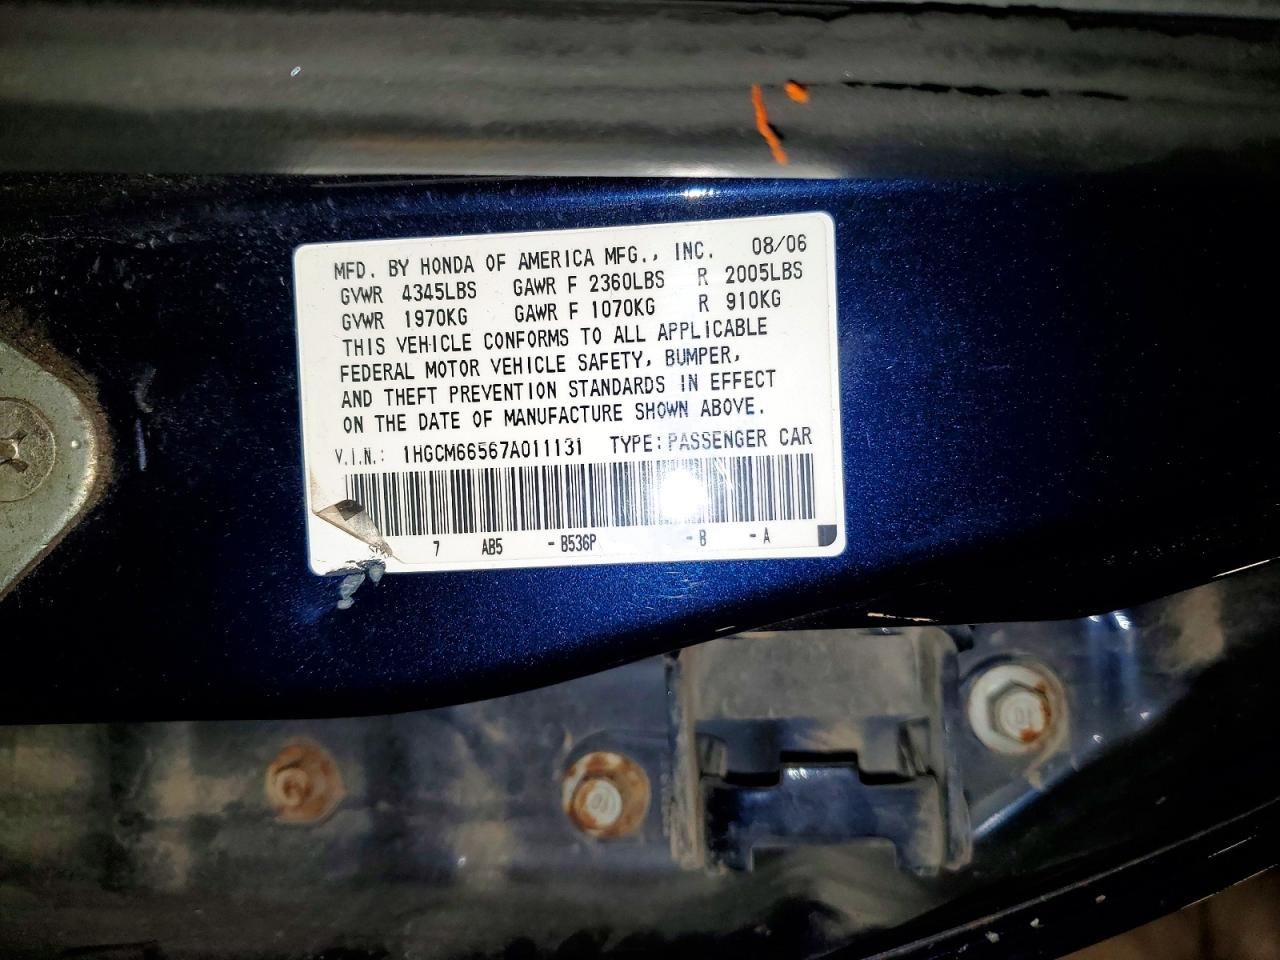 MFD. BY HONDA OF AMERICA MFG., INC. 08/06
GVWR 4345LBS GAWR F 2360LBS R 2005LBS
GVWR 1970KG GAWR F 1070KG R 910KG
THIS VEHICLE CONFORMS TO ALL APPLICABLE
FEDERAL MOTOR VEHICLE SAFETY, BUMPER,
AND THEFT PREVENTION STANDARDS IN EFFECT
ON THE DATE OF MANUFACTURE SHOWN ABOVE.
V.I.N.: 1HGCM66567A011131 TYPE: PASSENGER CAR
7 AB5 -B536P -B -A